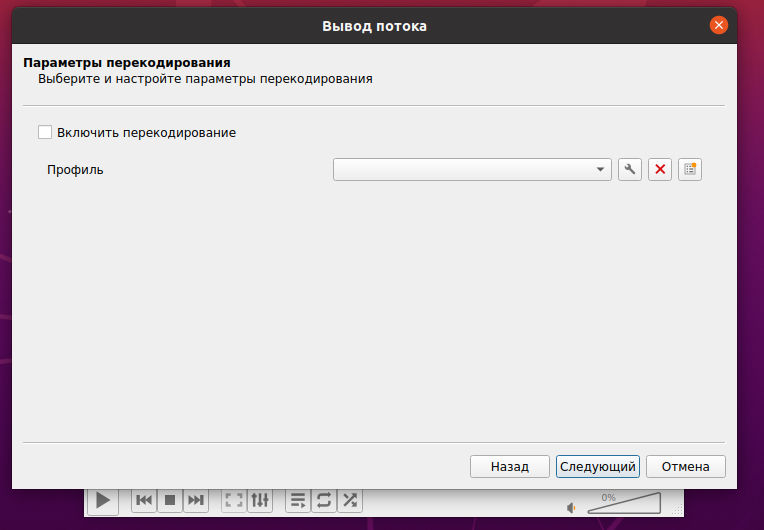 Вывод потока
Параметры перекодирования
Выберите и настройте параметры перекодирования
Включить перекодирование
Профиль
Назад
Следующий
Отмена
0%